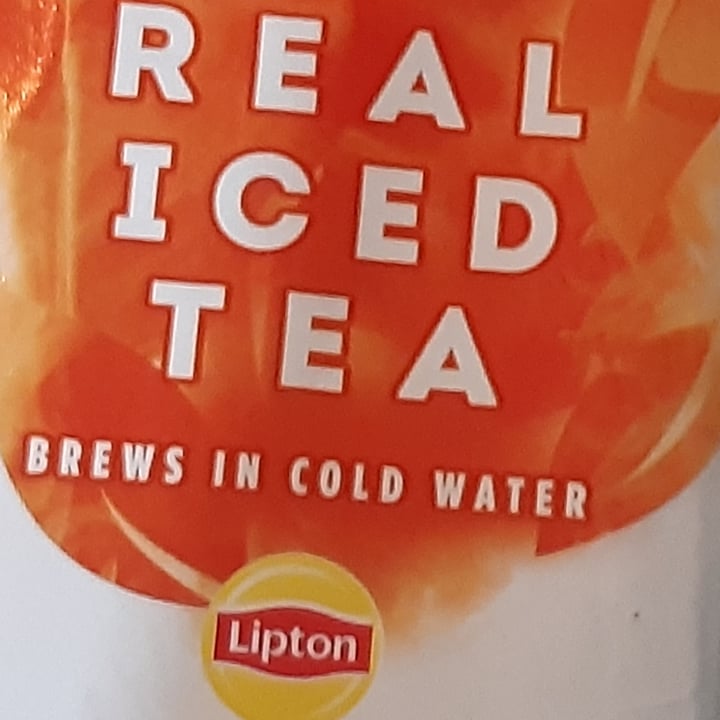 REAL
ICED
TEA
BREWS IN COLD WATER
Lipton